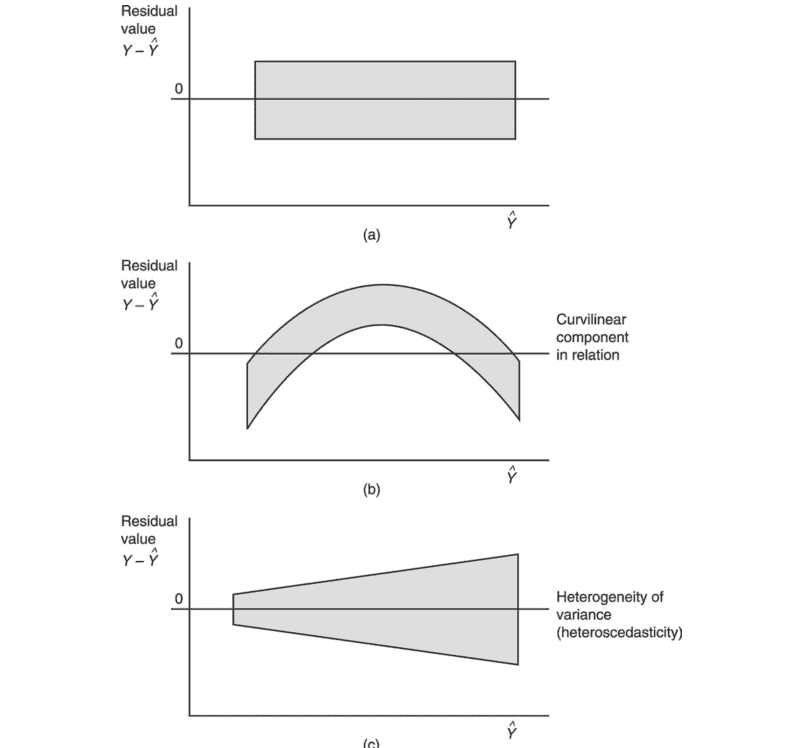 Residual
value
Y – Ŷ
0
Ŷ
(a)
Residual
value
Y – Ŷ
0
Curvilinear
component
in relation
Ŷ
(b)
Residual
value
Y – Ŷ
0
Heterogeneity of
variance
(heteroscedasticity)
Ŷ
(c)